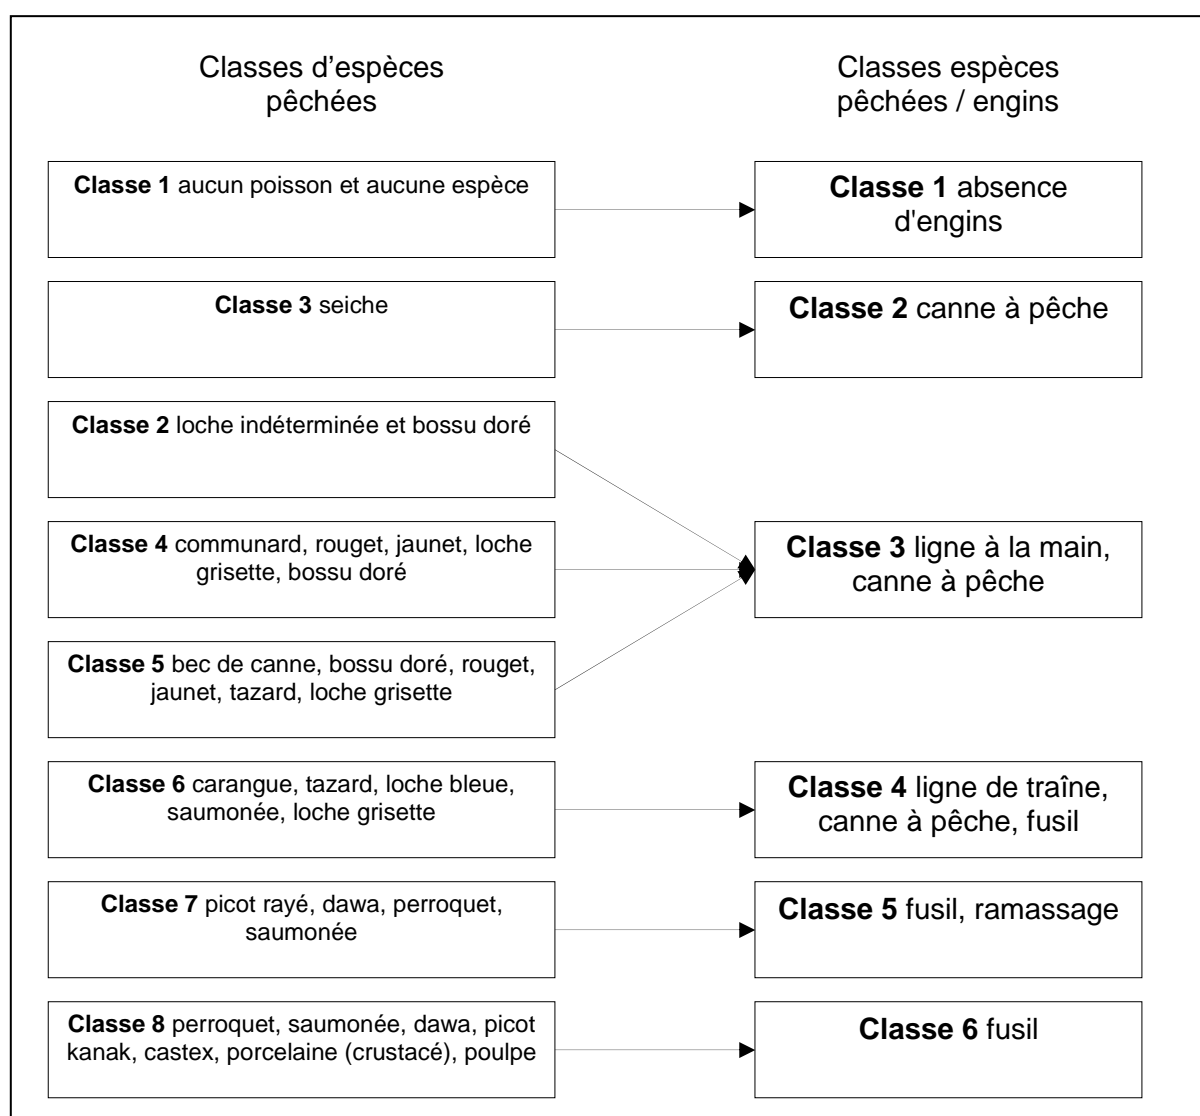 Classes d’espèces
pêchées
Classes espèces
pêchées / engins
Classe 1 aucun poisson et aucune espèce
Classe 1 absence
d'engins
Classe 3 seiche
Classe 2 canne à pêche
Classe 2 loche indéterminée et bossu doré
Classe 4 communard, rouget, jaunet, loche
grisette, bossu doré
Classe 3 ligne à la main,
canne à pêche
Classe 5 bec de canne, bossu doré, rouget,
jaunet, tazard, loche grisette
Classe 6 carangue, tazard, loche bleue,
saumonée, loche grisette
Classe 4 ligne de traîne,
canne à pêche, fusil
Classe 7 picot rayé, dawa, perroquet,
saumonée
Classe 5 fusil, ramassage
Classe 8 perroquet, saumonée, dawa, picot
kanak, castex, porcelaine (crustacé), poulpe
Classe 6 fusil